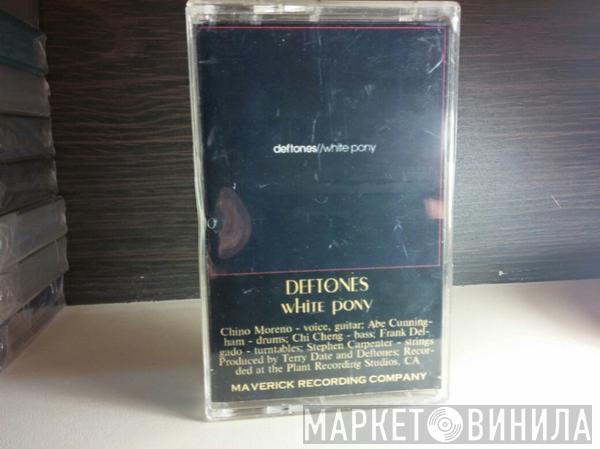 deftones//white pony
DEFTONES
white pony
Chino Moreno - voice, guitar; Abe Cunning-
ham - drums; Chi Cheng - bass; Frank Del-
gado - turntables; Stephen Carpenter - strings
Produced by Terry Date and Deftones; Recor-
ded at the Plant Recording Studios, CA
MAVERICK RECORDING COMPANY
МАРКЕТ ВИНИЛА